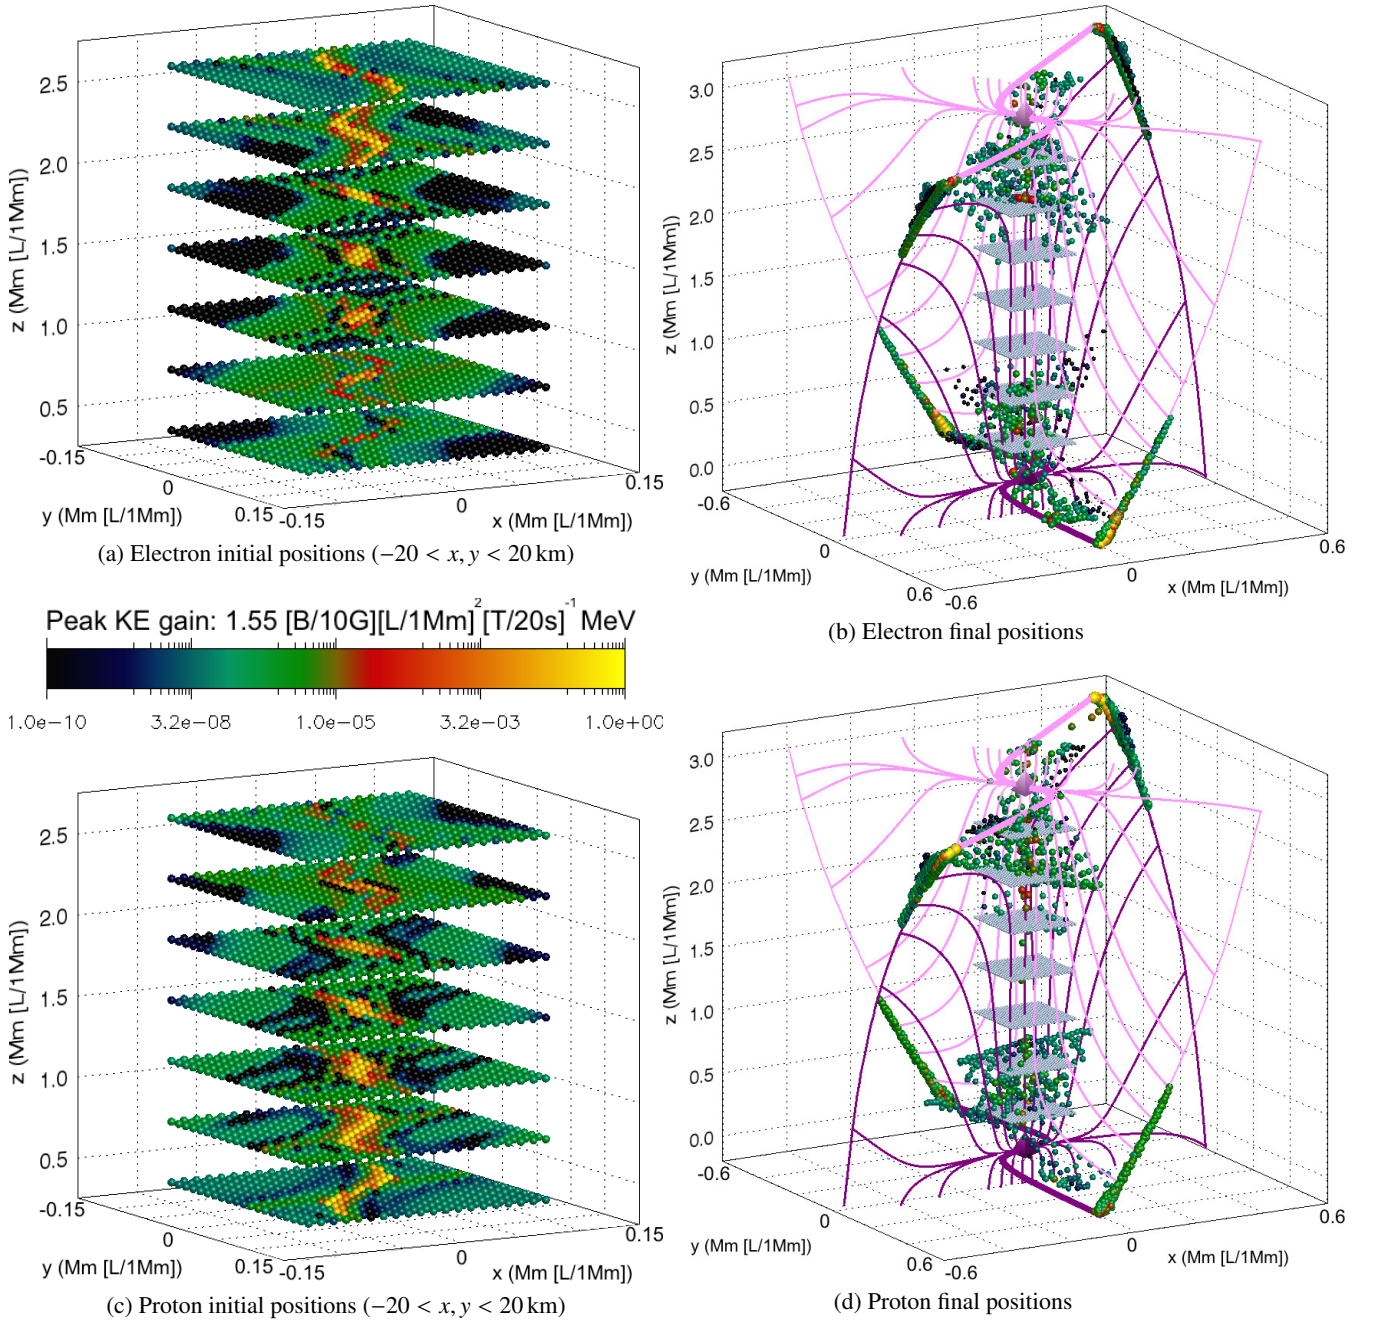 2.5
2.0
1.5
1.0
0.5
z (Mm [L/1Mm])
-0.15
0
0.15
y (Mm [L/1Mm])
-0.15
0
0.15
x (Mm [L/1Mm])
(a) Electron initial positions (−20 < x, y < 20 km)
3.0
2.5
2.0
1.5
1.0
0.5
0.0
z (Mm [L/1Mm])
-0.6
0
0.6
y (Mm [L/1Mm])
-0.6
0
0.6
x (Mm [L/1Mm])
(b) Electron final positions
Peak KE gain: 1.55 [B/10G][L/1Mm]² [T/20s]⁻¹ MeV
1.0e−10 3.2e−08 1.0e−05 3.2e−03 1.0e+00
2.5
2.0
1.5
1.0
0.5
z (Mm [L/1Mm])
-0.15
0
0.15
y (Mm [L/1Mm])
-0.15
0
0.15
x (Mm [L/1Mm])
(c) Proton initial positions (−20 < x, y < 20 km)
3.0
2.5
2.0
1.5
1.0
0.5
0.0
z (Mm [L/1Mm])
-0.6
0
0.6
y (Mm [L/1Mm])
-0.6
0
0.6
x (Mm [L/1Mm])
(d) Proton final positions